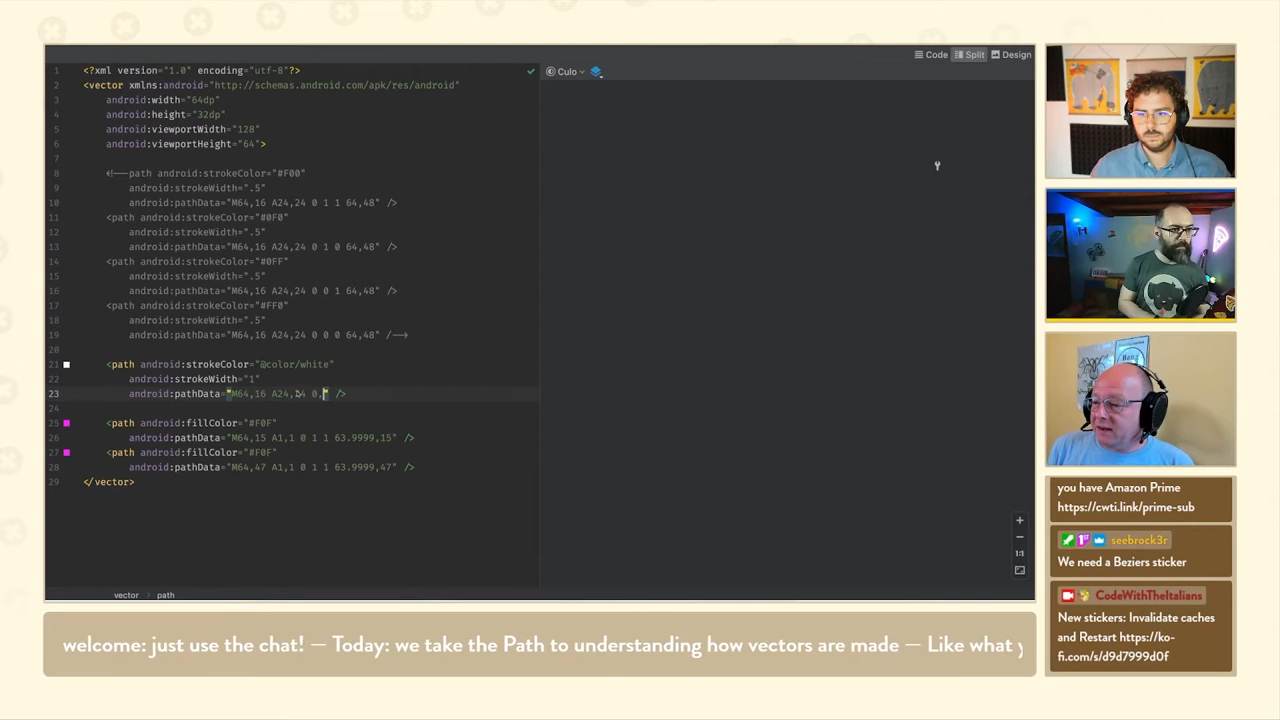 Code
Split
Design
Culo
1 <?xml version="1.0" encoding="utf-8"?>
2 <vector xmlns:android="http://schemas.android.com/apk/res/android"
3 android:width="64dp"
4 android:height="32dp"
5 android:viewportWidth="128"
6 android:viewportHeight="64">
7
8 <!--path android:strokeColor="#F00"
9 android:strokeWidth=".5"
10 android:pathData="M64,16 A24,24 0 1 1 64,48" />
11 <path android:strokeColor="#0F0"
12 android:strokeWidth=".5"
13 android:pathData="M64,16 A24,24 0 1 0 64,48" />
14 <path android:strokeColor="#0FF"
15 android:strokeWidth=".5"
16 android:pathData="M64,16 A24,24 0 0 1 64,48" />
17 <path android:strokeColor="#FF0"
18 android:strokeWidth=".5"
19 android:pathData="M64,16 A24,24 0 0 0 64,48" /-->
20
21 <path android:strokeColor="@color/white"
22 android:strokeWidth="1"
23 android:pathData="M64,16 A24,24 0," />
24
25 <path android:fillColor="#F0F"
26 android:pathData="M64,15 A1,1 0 1 1 63.9999,15" />
27 <path android:fillColor="#F0F"
28 android:pathData="M64,47 A1,1 0 1 1 63.9999,47" />
29 </vector>
vector > path
+
−
1:1
you have Amazon Prime
https://cwti.link/prime-sub
seebrock3r
We need a Beziers sticker
CodeWithTheItalians
New stickers: Invalidate caches
and Restart https://ko-
fi.com/s/d9d7999d0f
welcome: just use the chat! — Today: we take the Path to understanding how vectors are made — Like what y